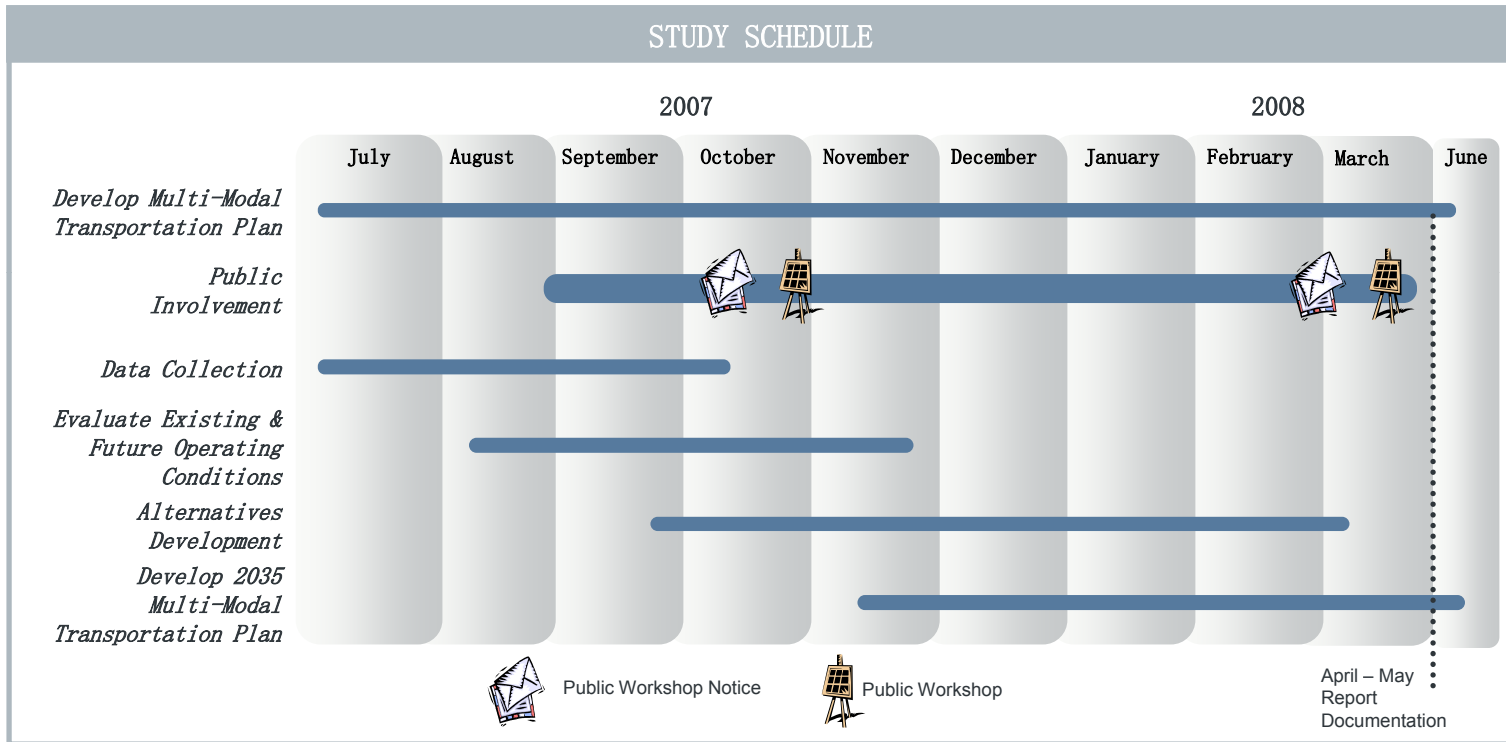 STUDY SCHEDULE
2007 2008
July August September October November December January February March June
Develop Multi-Modal
Transportation Plan
Public
Involvement
Data Collection
Evaluate Existing &
Future Operating
Conditions
Alternatives
Development
Develop 2035
Multi-Modal
Transportation Plan
Public Workshop Notice
Public Workshop
April – May
Report
Documentation